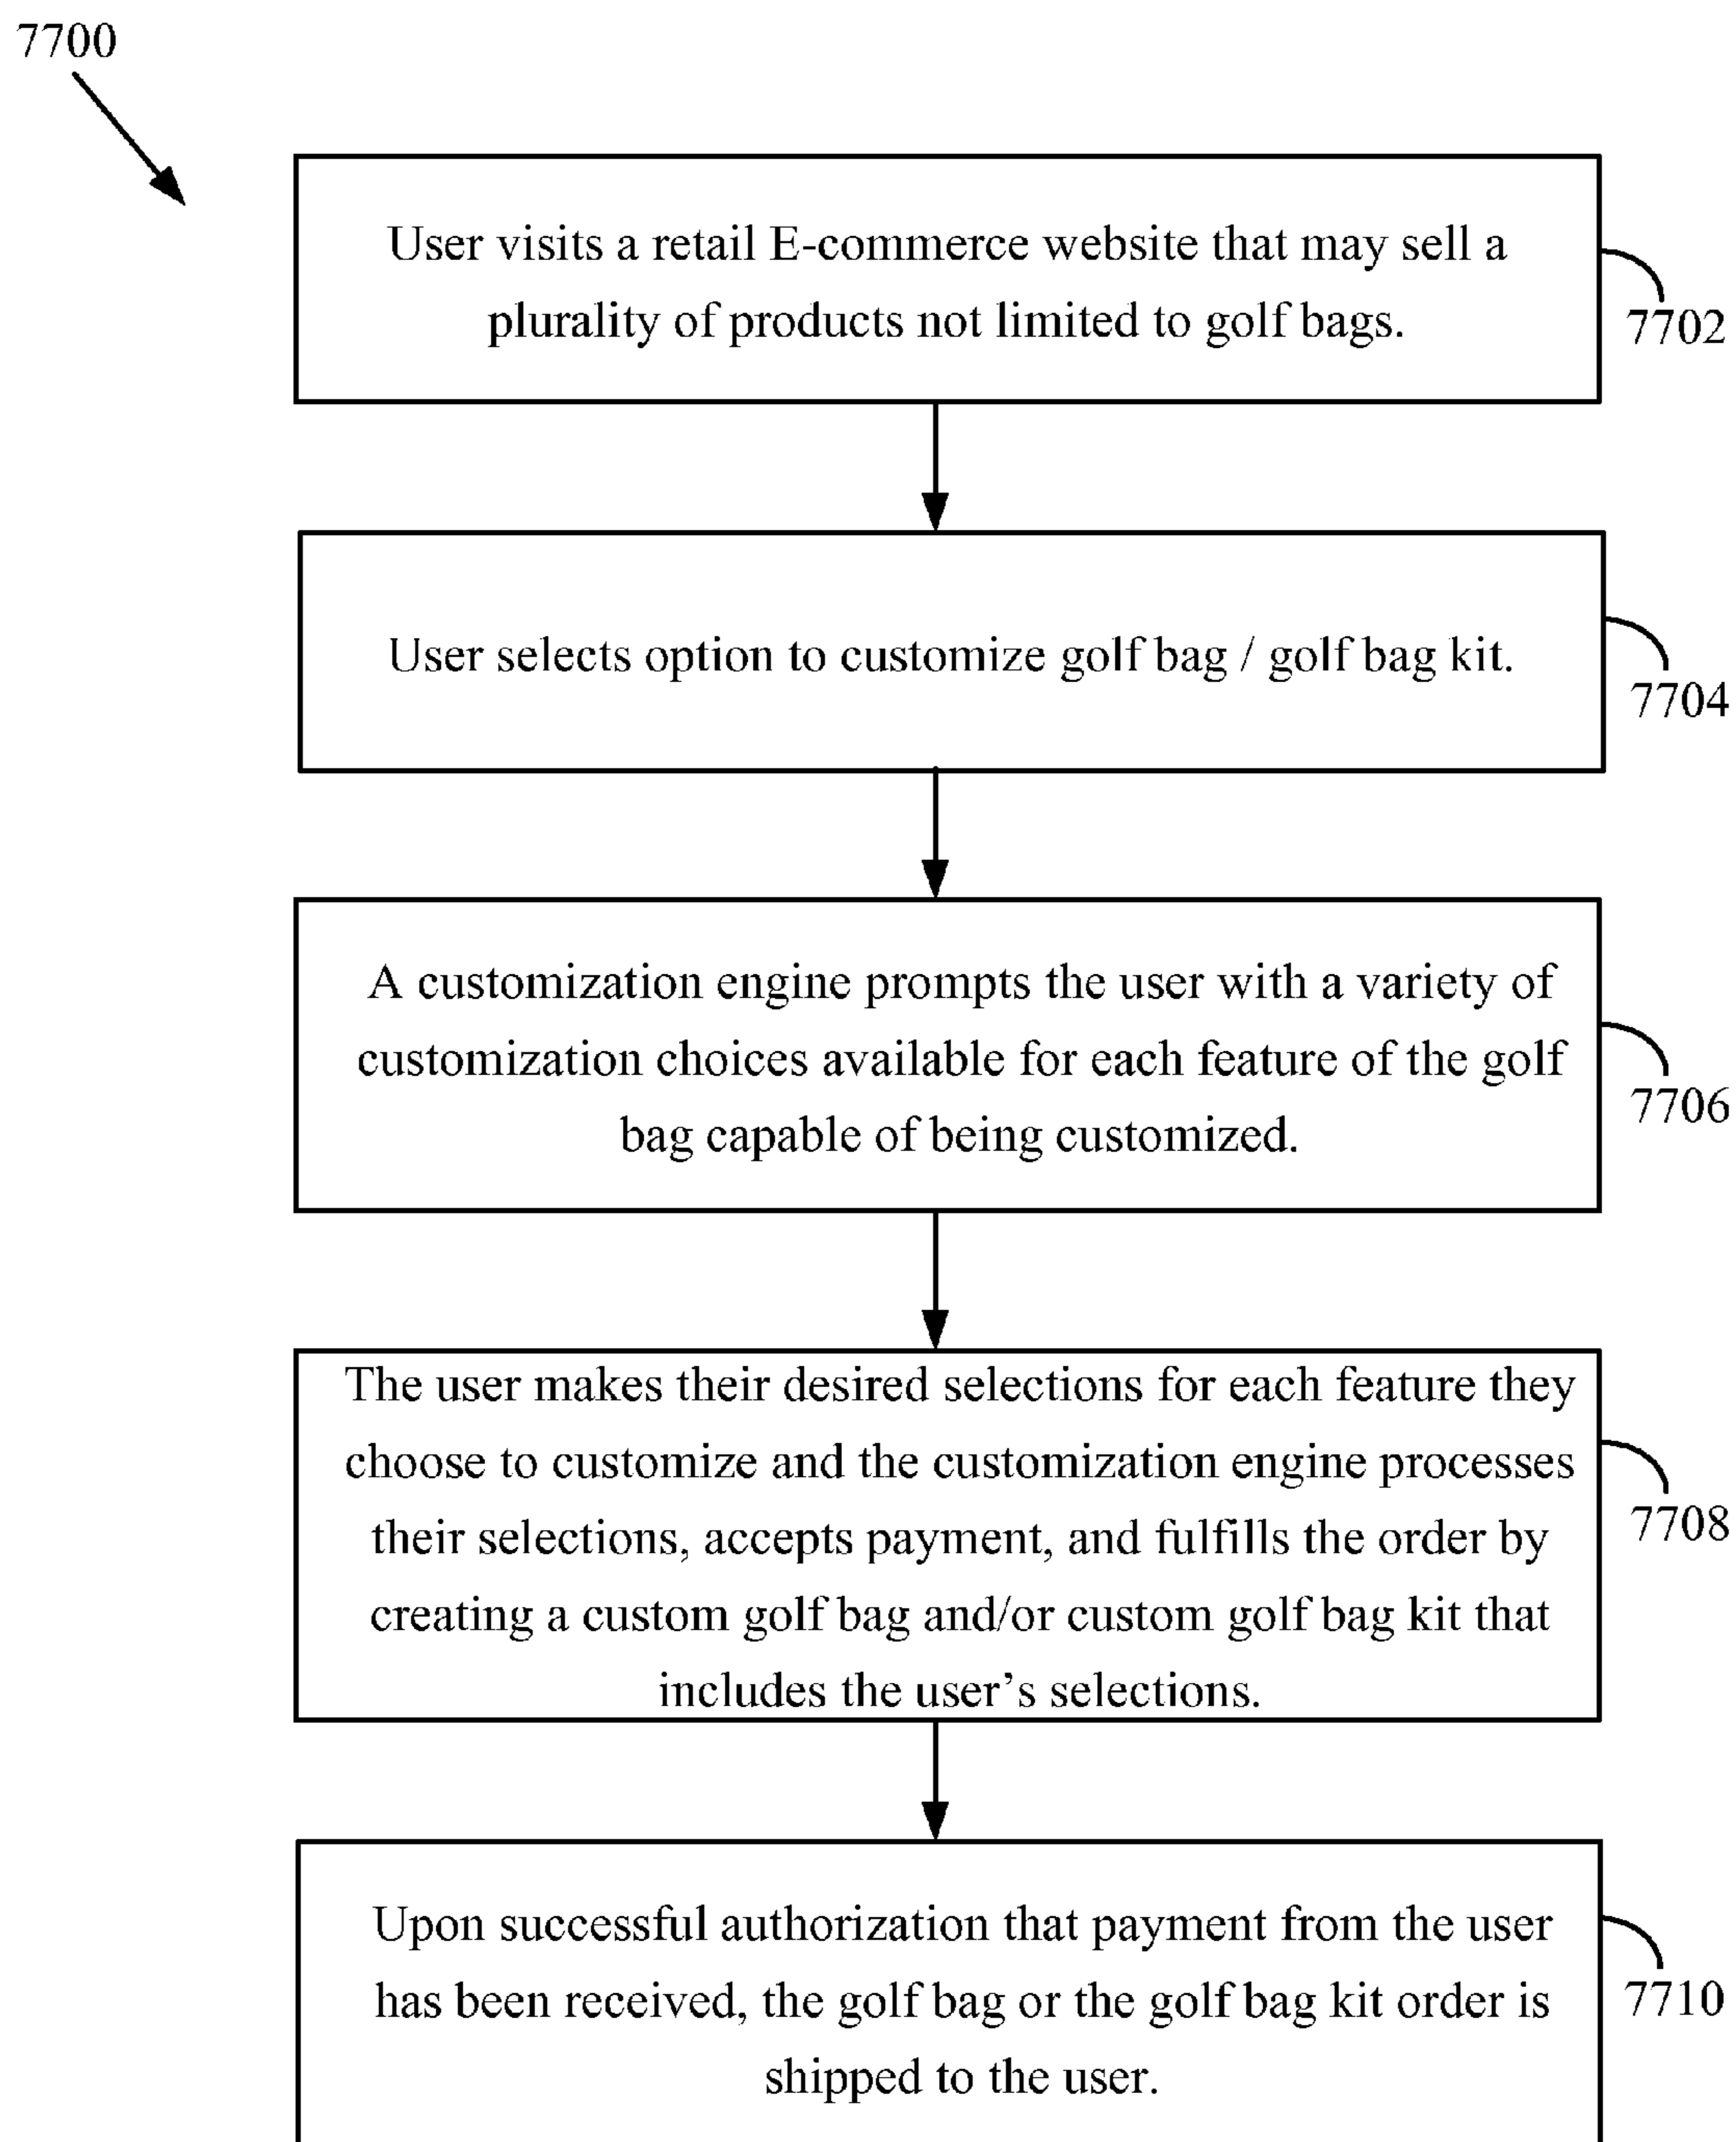 7700
User visits a retail E-commerce website that may sell a
plurality of products not limited to golf bags.
7702
User selects option to customize golf bag / golf bag kit.
7704
A customization engine prompts the user with a variety of
customization choices available for each feature of the golf
bag capable of being customized.
7706
The user makes their desired selections for each feature they
choose to customize and the customization engine processes
their selections, accepts payment, and fulfills the order by
creating a custom golf bag and/or custom golf bag kit that
includes the user’s selections.
7708
Upon successful authorization that payment from the user
has been received, the golf bag or the golf bag kit order is
shipped to the user.
7710